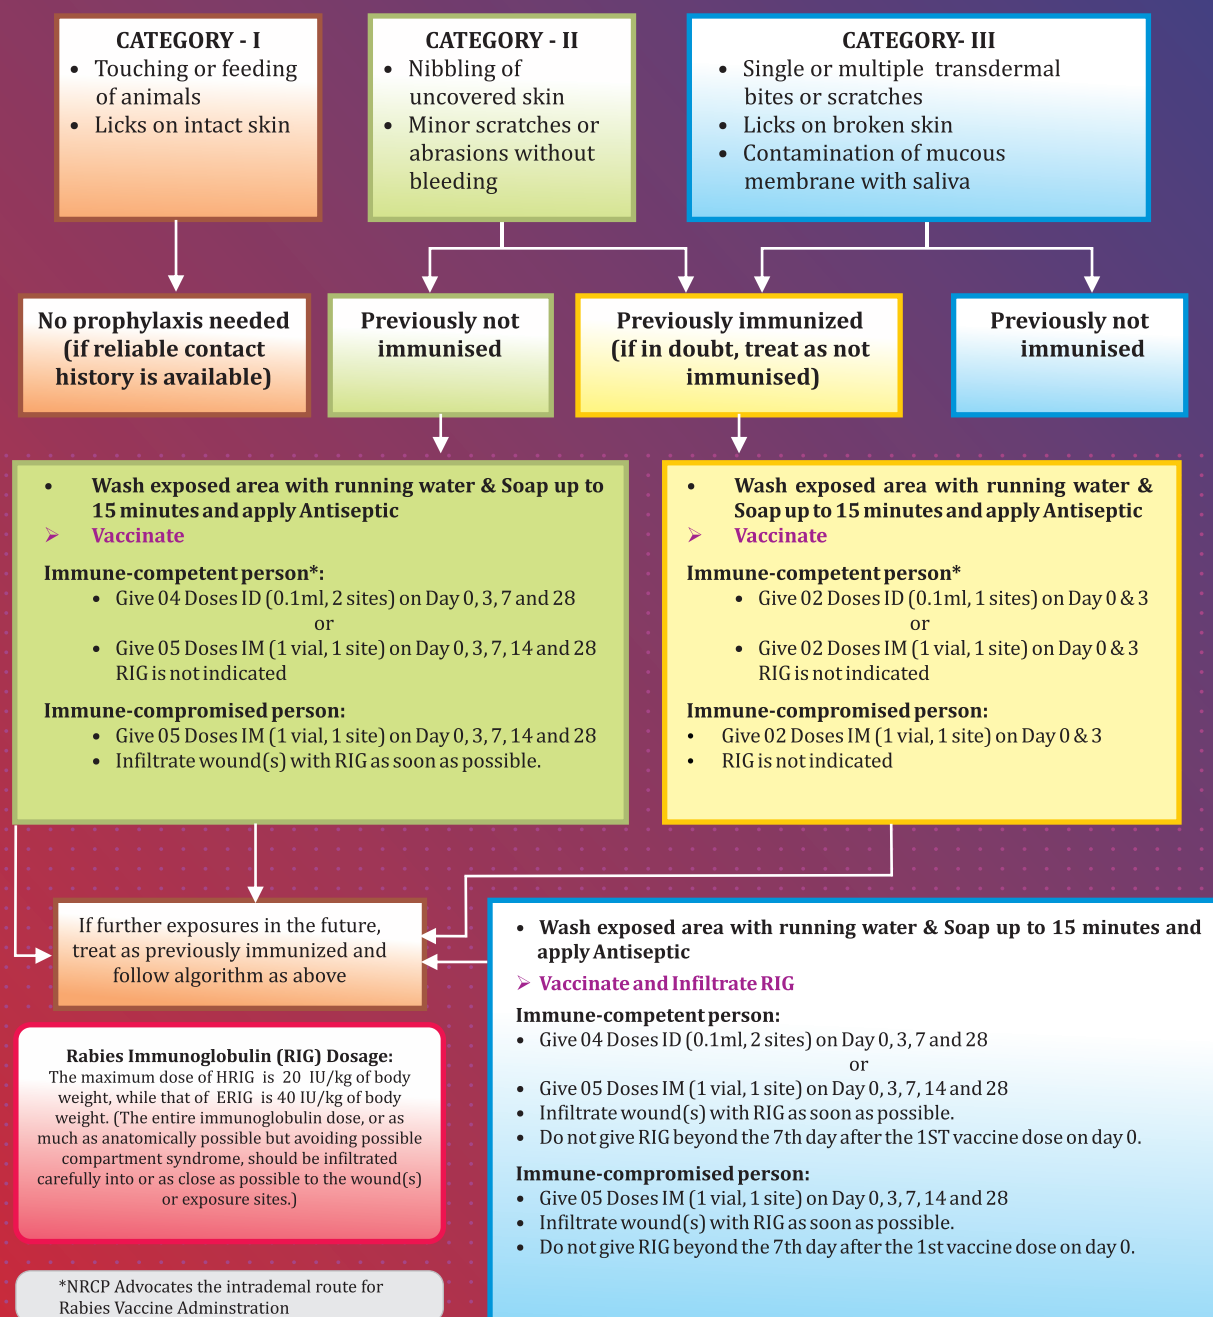 CATEGORY - I
• Touching or feeding
of animals
• Licks on intact skin
CATEGORY - II
• Nibbling of
uncovered skin
• Minor scratches or
abrasions without
bleeding
CATEGORY- III
• Single or multiple transdermal
bites or scratches
• Licks on broken skin
• Contamination of mucous
membrane with saliva
No prophylaxis needed
(if reliable contact
history is available)
Previously not
immunised
Previously immunized
(if in doubt, treat as not
immunised)
Previously not
immunised
• Wash exposed area with running water & Soap up to
15 minutes and apply Antiseptic
➢ Vaccinate
Immune-competent person*:
• Give 04 Doses ID (0.1ml, 2 sites) on Day 0, 3, 7 and 28
or
• Give 05 Doses IM (1 vial, 1 site) on Day 0, 3, 7, 14 and 28
RIG is not indicated
Immune-compromised person:
• Give 05 Doses IM (1 vial, 1 site) on Day 0, 3, 7, 14 and 28
• Infiltrate wound(s) with RIG as soon as possible.
• Wash exposed area with running water &
Soap up to 15 minutes and apply Antiseptic
➢ Vaccinate
Immune-competent person*
• Give 02 Doses ID (0.1ml, 1 sites) on Day 0 & 3
or
• Give 02 Doses IM (1 vial, 1 site) on Day 0 & 3
RIG is not indicated
Immune-compromised person:
• Give 02 Doses IM (1 vial, 1 site) on Day 0 & 3
• RIG is not indicated
If further exposures in the future,
treat as previously immunized and
follow algorithm as above
• Wash exposed area with running water & Soap up to 15 minutes and
apply Antiseptic
➢ Vaccinate and Infiltrate RIG
Immune-competent person:
• Give 04 Doses ID (0.1ml, 2 sites) on Day 0, 3, 7 and 28
or
• Give 05 Doses IM (1 vial, 1 site) on Day 0, 3, 7, 14 and 28
• Infiltrate wound(s) with RIG as soon as possible.
• Do not give RIG beyond the 7th day after the 1ST vaccine dose on day 0.
Immune-compromised person:
• Give 05 Doses IM (1 vial, 1 site) on Day 0, 3, 7, 14 and 28
• Infiltrate wound(s) with RIG as soon as possible.
• Do not give RIG beyond the 7th day after the 1st vaccine dose on day 0.
Rabies Immunoglobulin (RIG) Dosage:
The maximum dose of HRIG is 20 IU/kg of body
weight, while that of ERIG is 40 IU/kg of body
weight. (The entire immunoglobulin dose, or as
much as anatomically possible but avoiding possible
compartment syndrome, should be infiltrated
carefully into or as close as possible to the wound(s)
or exposure sites.)
*NRCP Advocates the intrademal route for
Rabies Vaccine Adminstration